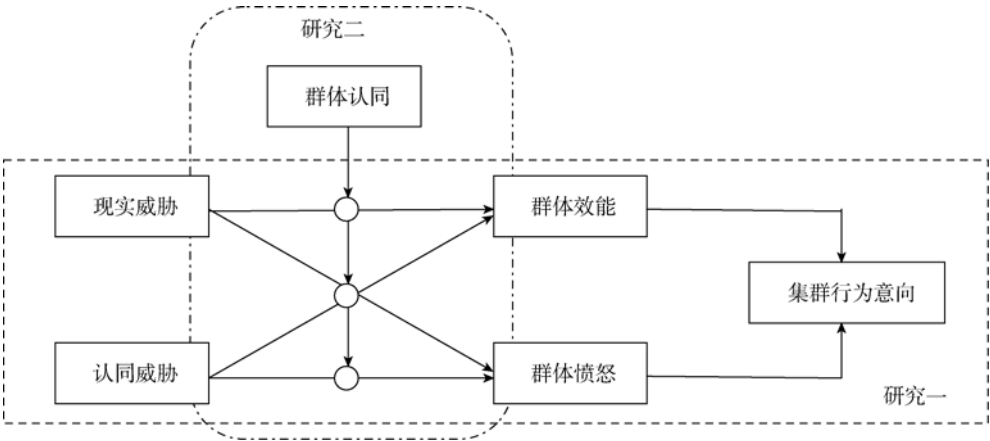 研究二
群体认同
现实威胁
群体效能
集群行为意向
认同威胁
群体愤怒
研究一